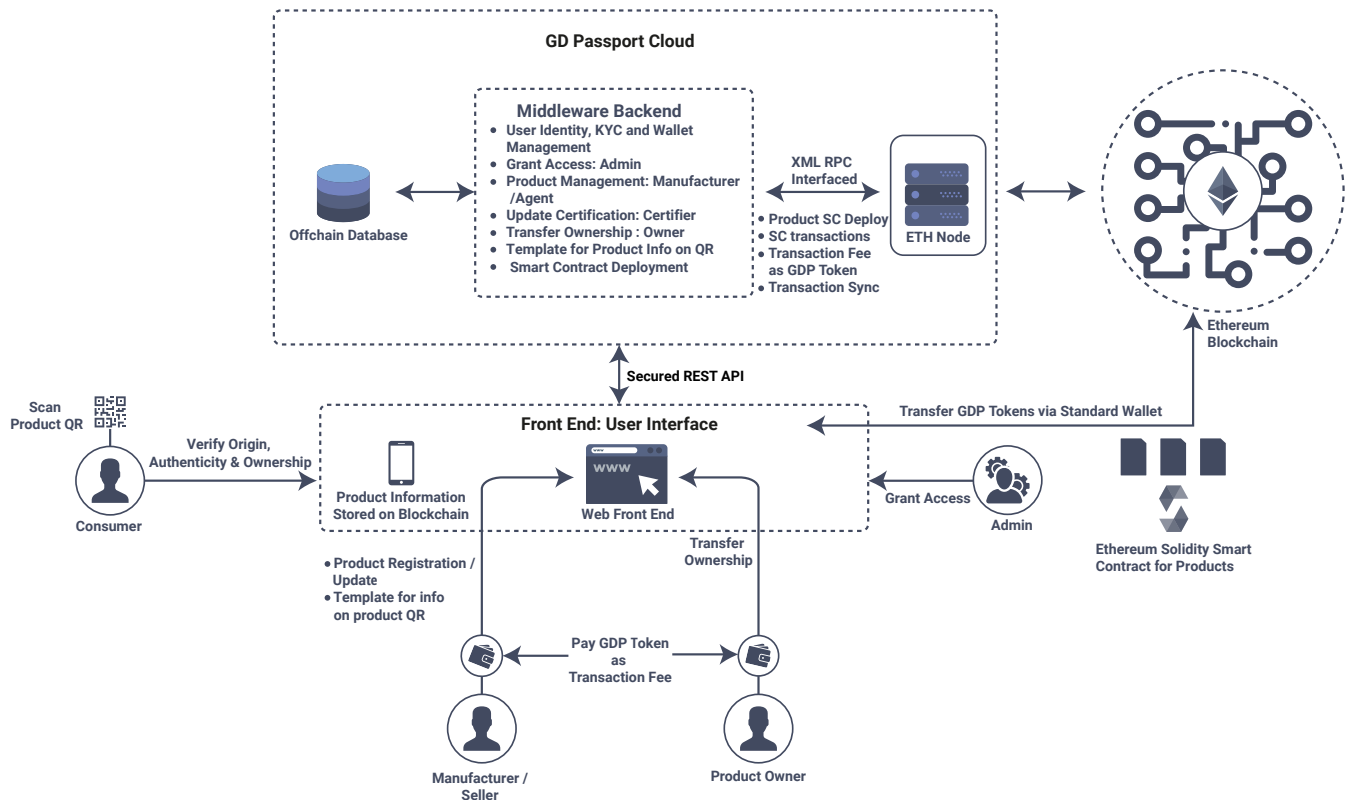 GD Passport Cloud
Middleware Backend
• User Identity, KYC and Wallet
Management
• Grant Access: Admin
• Product Management: Manufacturer
/Agent
• Update Certification: Certifier
• Transfer Ownership : Owner
• Template for Product Info on QR
• Smart Contract Deployment
Offchain Database
XML RPC
Interfaced
• Product SC Deploy
• SC transactions
• Transaction Fee
as GDP Token
• Transaction Sync
ETH Node
Ethereum
Blockchain
Secured REST API
Scan
Product QR
Consumer
Verify Origin,
Authenticity & Ownership
Front End: User Interface
Product Information
Stored on Blockchain
www
WWW
Web Front End
Transfer GDP Tokens via Standard Wallet
Grant Access
Admin
Ethereum Solidity Smart
Contract for Products
• Product Registration /
Update
• Template for info
on product QR
Transfer
Ownership
Pay GDP Token
as
Transaction Fee
Manufacturer /
Seller
Product Owner